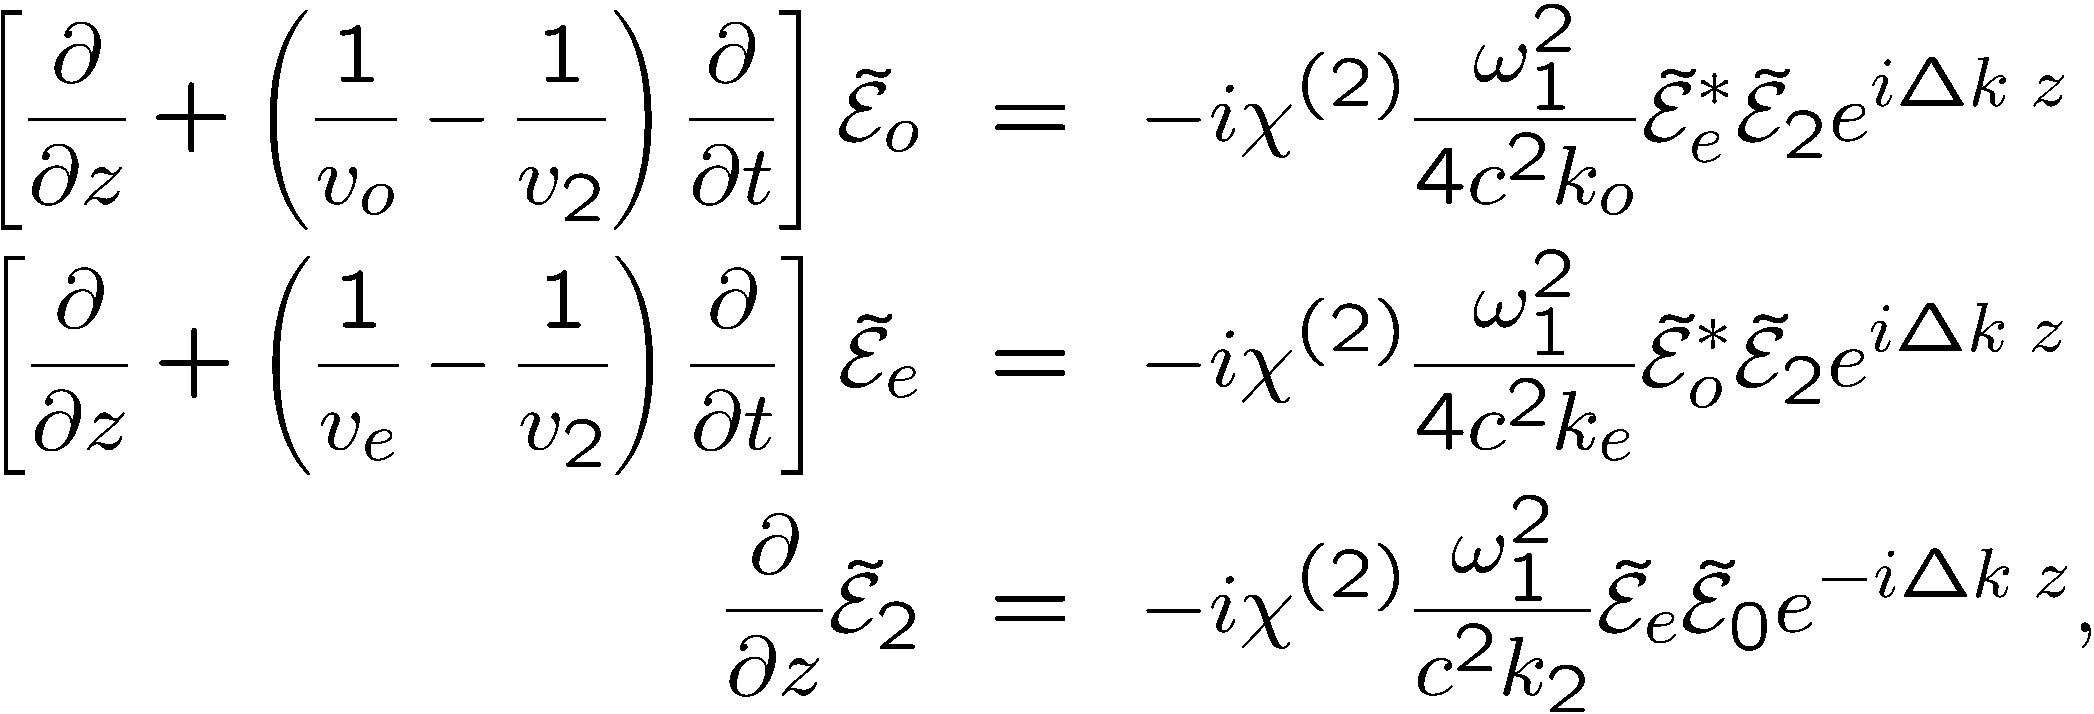 \left[\frac{\partial}{\partial z} + \left(\frac{1}{v_o} - \frac{1}{v_2}\right)\frac{\partial}{\partial t}\right]\tilde{\mathcal{E}}_o = -i\chi^{(2)}\frac{\omega_1^2}{4c^2k_o}\tilde{\mathcal{E}}_e^*\tilde{\mathcal{E}}_2e^{i\Delta k\ z}
\left[\frac{\partial}{\partial z} + \left(\frac{1}{v_e} - \frac{1}{v_2}\right)\frac{\partial}{\partial t}\right]\tilde{\mathcal{E}}_e = -i\chi^{(2)}\frac{\omega_1^2}{4c^2k_e}\tilde{\mathcal{E}}_o^*\tilde{\mathcal{E}}_2e^{i\Delta k\ z}
\frac{\partial}{\partial z}\tilde{\mathcal{E}}_2 = -i\chi^{(2)}\frac{\omega_1^2}{c^2k_2}\tilde{\mathcal{E}}_e\tilde{\mathcal{E}}_0e^{-i\Delta k\ z},